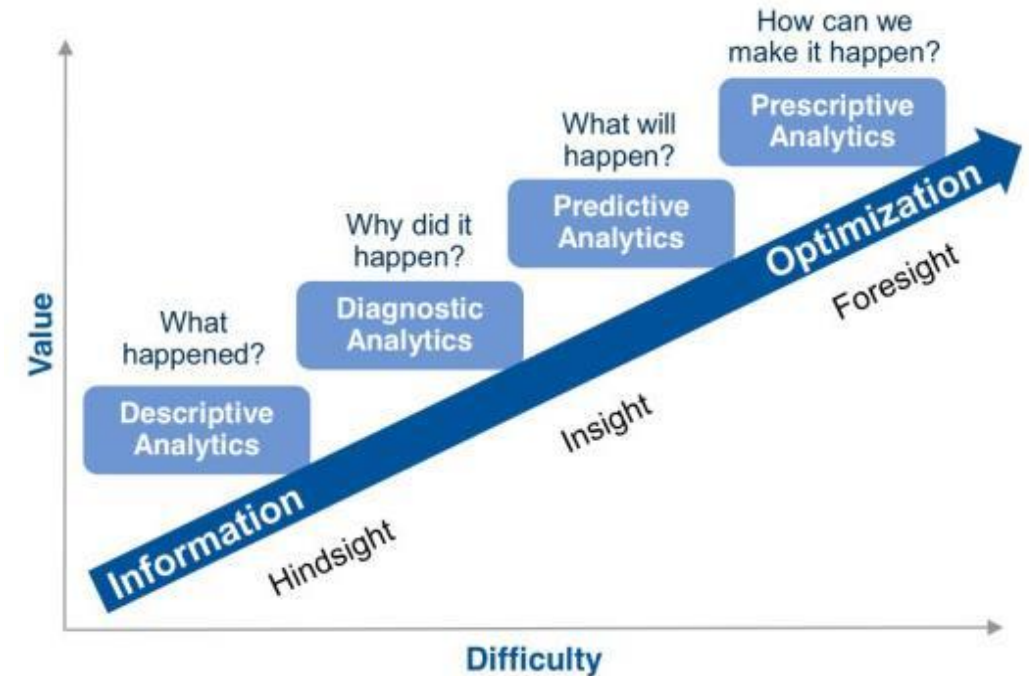 How can we
make it happen?
Prescriptive
Analytics
What will
happen?
Predictive
Analytics
Why did it
happen?
Diagnostic
Analytics
What
happened?
Descriptive
Analytics
Value
Information
Optimization
Hindsight
Insight
Foresight
Difficulty